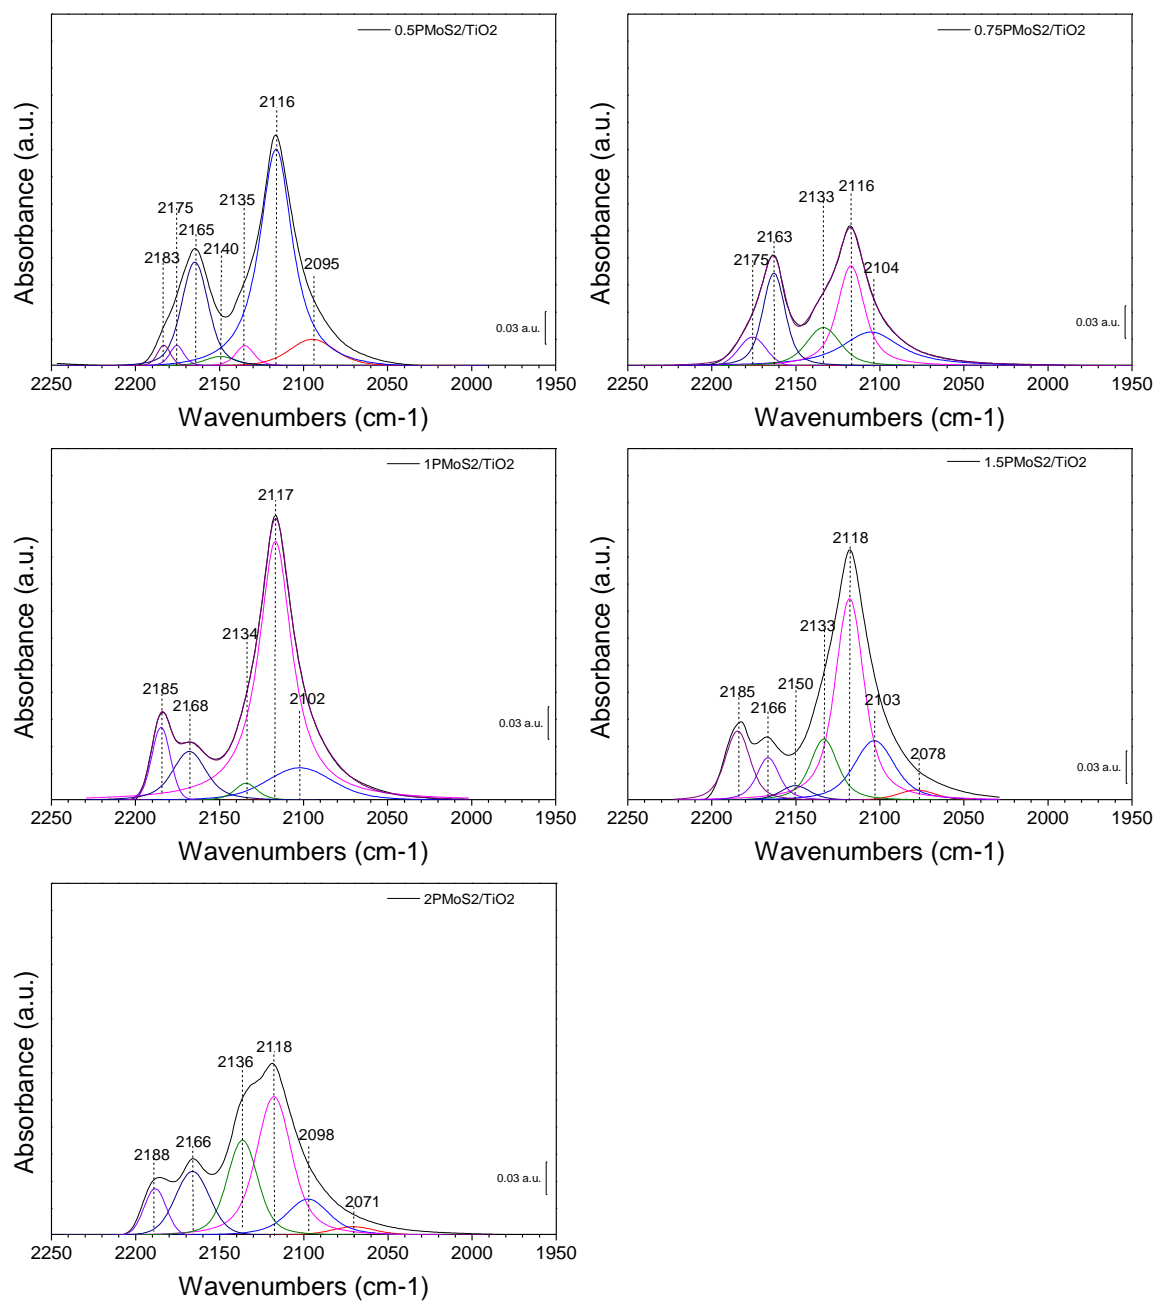 0.5PMoS2/TiO2
2116
2135
2175
2165
2140
2183
2095
0.03 a.u.
Absorbance (a.u.)
2250 2200 2150 2100 2050 2000 1950
Wavenumbers (cm-1)
0.75PMoS2/TiO2
2133
2116
2163
2175
2104
0.03 a.u.
Absorbance (a.u.)
2250 2200 2150 2100 2050 2000 1950
Wavenumbers (cm-1)
1PMoS2/TiO2
2117
2134
2185
2168
2102
0.03 a.u.
Absorbance (a.u.)
2250 2200 2150 2100 2050 2000 1950
Wavenumbers (cm-1)
1.5PMoS2/TiO2
2118
2133
2185
2150
2166
2103
2078
0.03 a.u.
Absorbance (a.u.)
2250 2200 2150 2100 2050 2000 1950
Wavenumbers (cm-1)
2PMoS2/TiO2
2136
2118
2188
2166
2098
2071
0.03 a.u.
Absorbance (a.u.)
2250 2200 2150 2100 2050 2000 1950
Wavenumbers (cm-1)